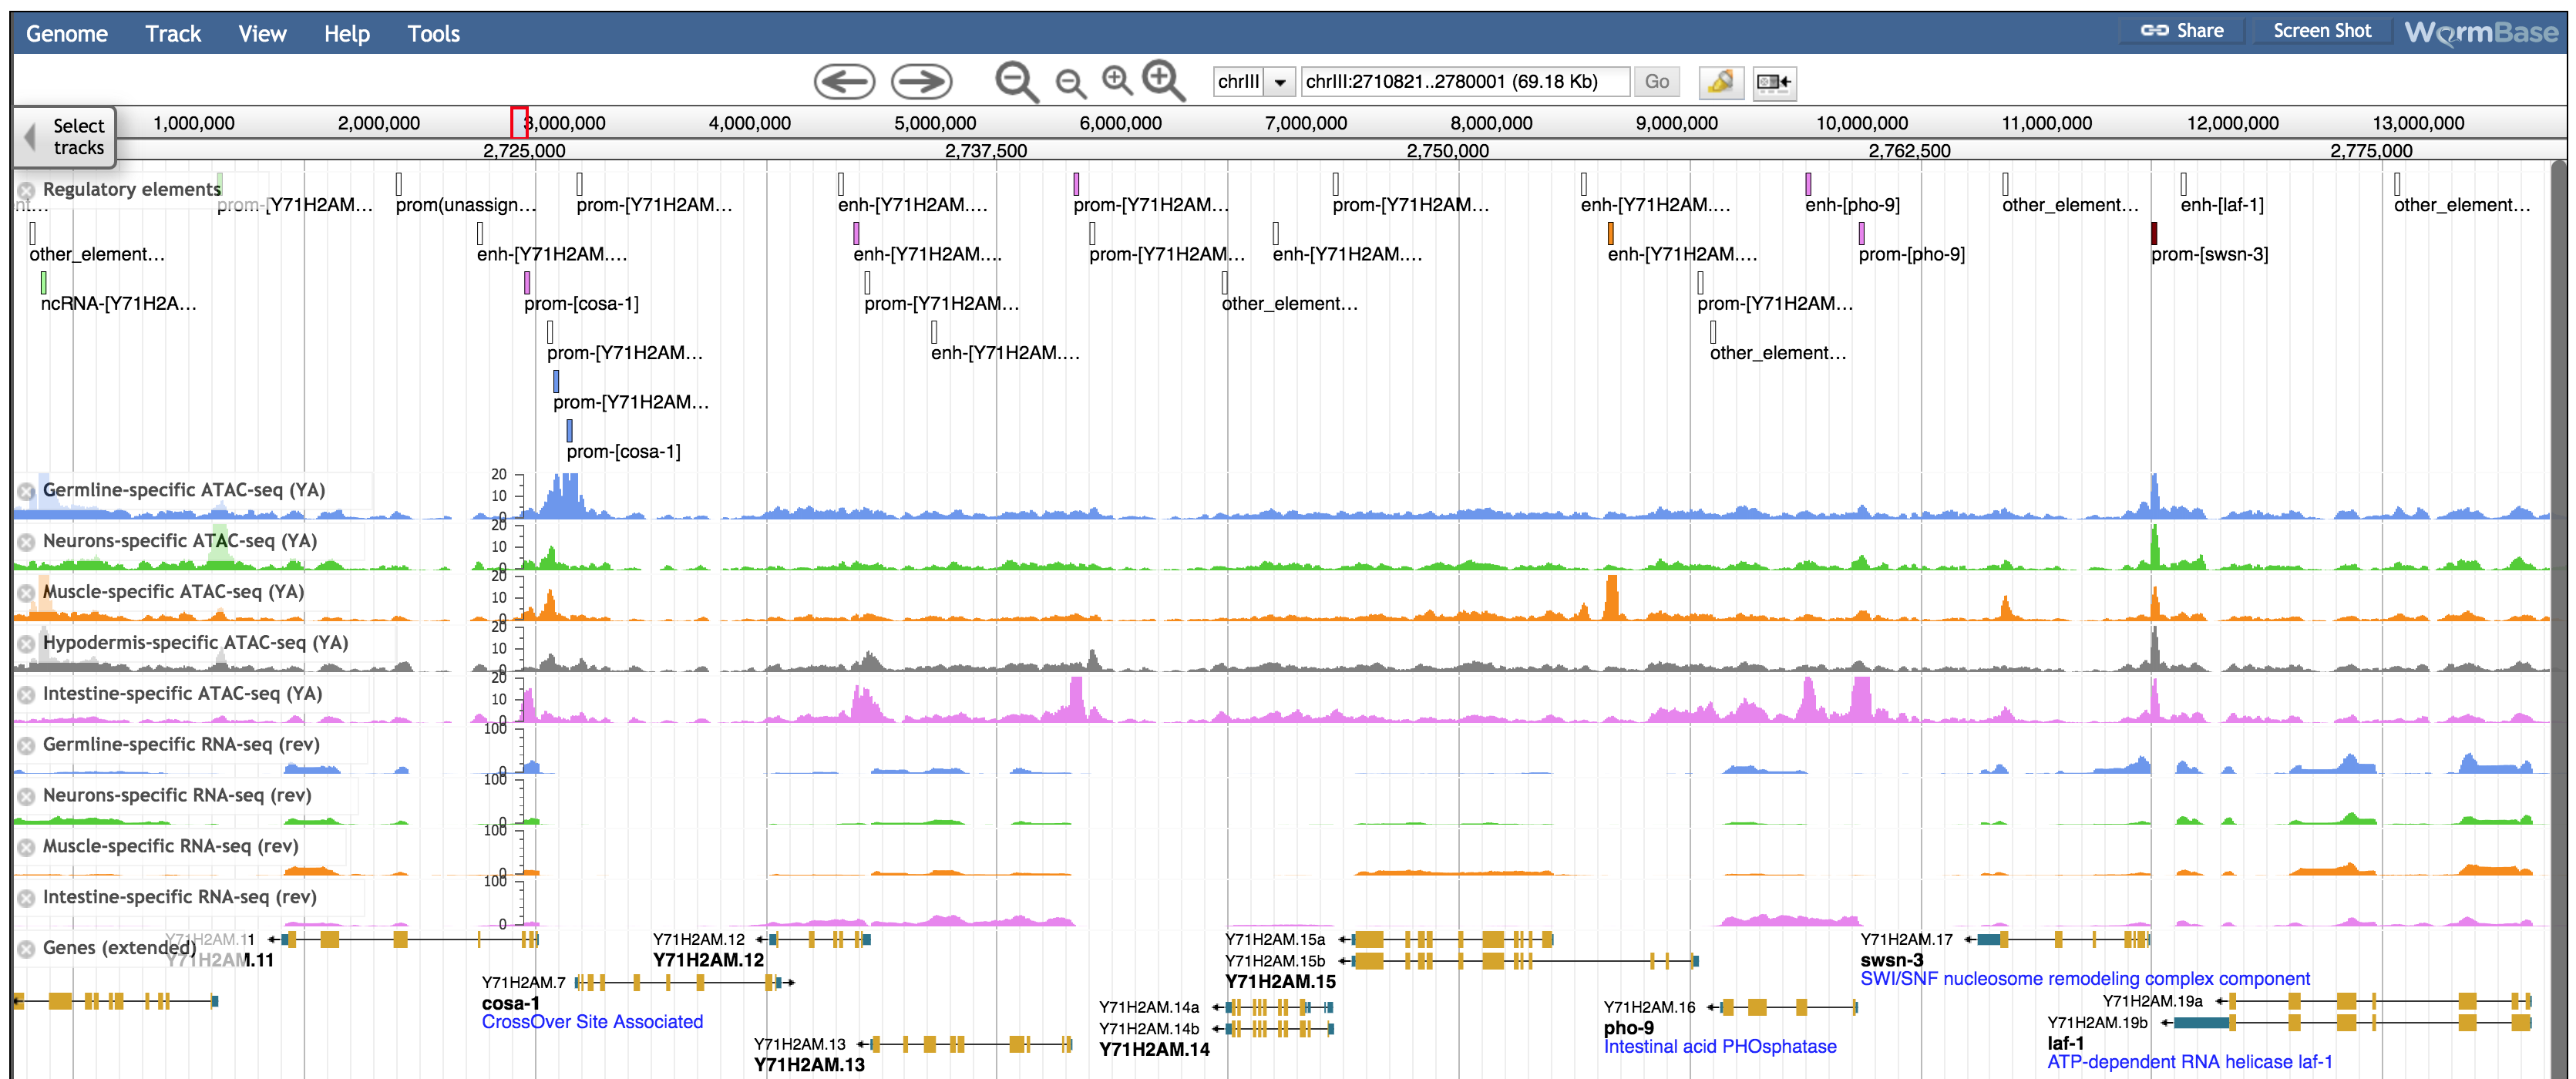 Genome Track View Help Tools Share Screen Shot WormBase
chrIII chrIII:2710821..2780001 (69.18 Kb) Go
Select tracks
1,000,000 2,000,000 3,000,000 4,000,000 5,000,000 6,000,000 7,000,000 8,000,000 9,000,000 10,000,000 11,000,000 12,000,000 13,000,000
2,725,000 2,737,500 2,750,000 2,762,500 2,775,000
Regulatory elements
nt... prom-[Y71H2AM... prom(unassign... prom-[Y71H2AM... enh-[Y71H2AM.... prom-[Y71H2AM... prom-[Y71H2AM... enh-[Y71H2AM.... enh-[pho-9] other_element... enh-[laf-1] other_element...
other_element... enh-[Y71H2AM.... enh-[Y71H2AM.... prom-[Y71H2AM... enh-[Y71H2AM.... enh-[Y71H2AM.... prom-[pho-9] prom-[swsn-3]
ncRNA-[Y71H2A... prom-[cosa-1] prom-[Y71H2AM... other_element... prom-[Y71H2AM...
prom-[Y71H2AM... enh-[Y71H2AM.... other_element...
prom-[Y71H2AM...
prom-[cosa-1]
Germline-specific ATAC-seq (YA) 20 10 0
Neurons-specific ATAC-seq (YA) 20 10 0
Muscle-specific ATAC-seq (YA) 20 10 0
Hypodermis-specific ATAC-seq (YA) 20 10 0
Intestine-specific ATAC-seq (YA) 20 10 0
Germline-specific RNA-seq (rev) 100 0
Neurons-specific RNA-seq (rev) 100 0
Muscle-specific RNA-seq (rev) 100 0
Intestine-specific RNA-seq (rev) 100 0
Genes (extended)
Y71H2AM.11 Y71H2AM.12 Y71H2AM.15a Y71H2AM.17
Y71H2AM.11 Y71H2AM.12 Y71H2AM.15b swsn-3
Y71H2AM.7 Y71H2AM.15 SWI/SNF nucleosome remodeling complex component
cosa-1 Y71H2AM.14a Y71H2AM.16 Y71H2AM.19a
CrossOver Site Associated Y71H2AM.14b pho-9 Y71H2AM.19b
Y71H2AM.13 Y71H2AM.14 Intestinal acid PHOsphatase laf-1
Y71H2AM.13 ATP-dependent RNA helicase laf-1